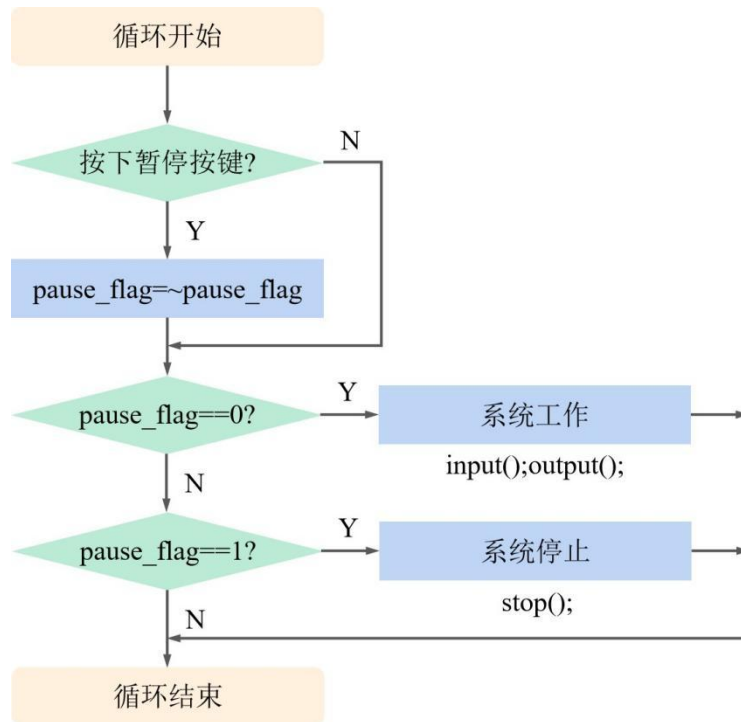 循环开始
按下暂停按键?
N
Y
pause_flag=~pause_flag
pause_flag==0?
Y
系统工作
input();output();
N
pause_flag==1?
Y
系统停止
stop();
N
循环结束